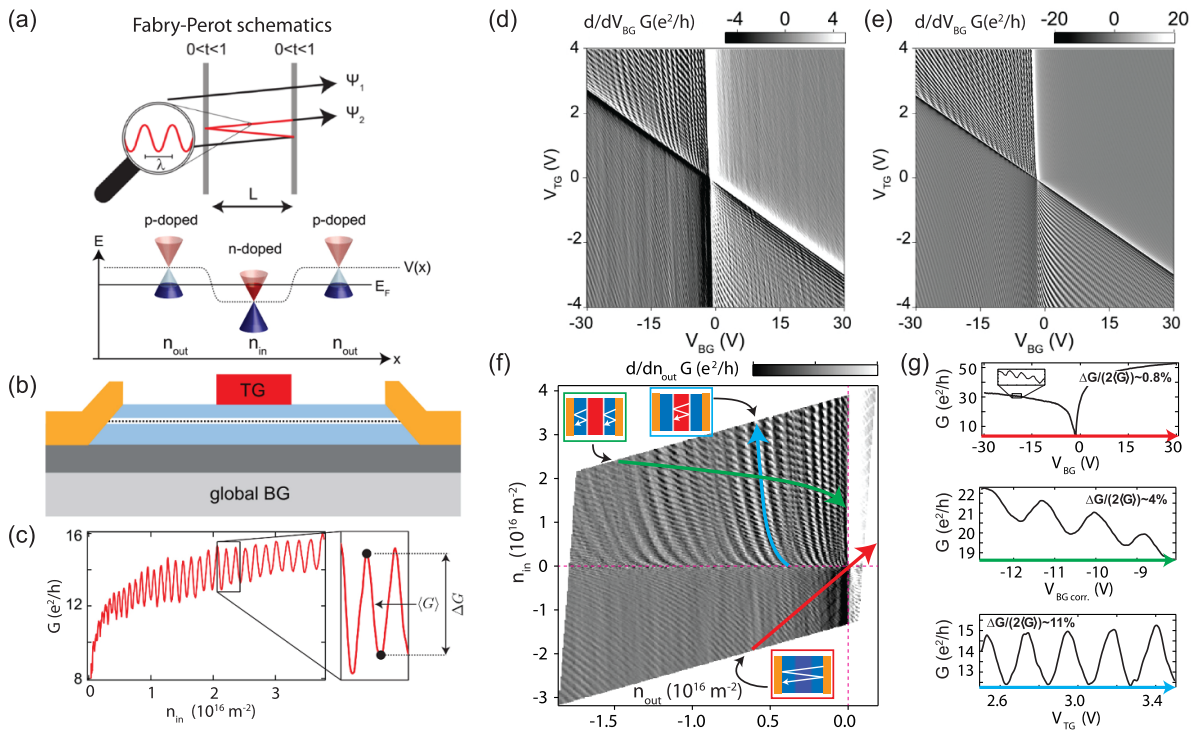 (a)
Fabry-Perot schematics
0<t<1 0<t<1
Ψ1
Ψ2
λ
L
p-doped p-doped
n-doped
E
V(x)
EF
nout nin nout
x
(b)
TG
global BG
(c)
16
14
12
10
8
G (e²/h)
0 1 2 3
nin (10¹⁶ m⁻²)
⟨G⟩
ΔG
(d)
d/dVBG G(e²/h)
-4 4
4
2
0
-2
-4
VTG (V)
-30 -15 0 15 30
VBG (V)
(e)
d/dVBG G(e²/h)
-20 20
4
2
0
-2
-4
VTG (V)
-30 -15 0 15 30
VBG (V)
(f)
d/dnout G (e²/h)
4
3
2
1
0
-1
-2
-3
nin (10¹⁶ m⁻²)
nout (10¹⁶ m⁻²)
-1.5 -1.0 0.5 0.0
(g)
50
30
10
G (e²/h)
ΔG/(2⟨G⟩)~0.8%
-30 -15 0 15 30
VBG (V)
22
21
20
19
G (e²/h)
ΔG/(2⟨G⟩)~4%
-12 -11 -10 -9
VBG corr. (V)
15
14
13
G (e²/h)
ΔG/(2⟨G⟩)~11%
2.6 3.0 3.4
VTG (V)